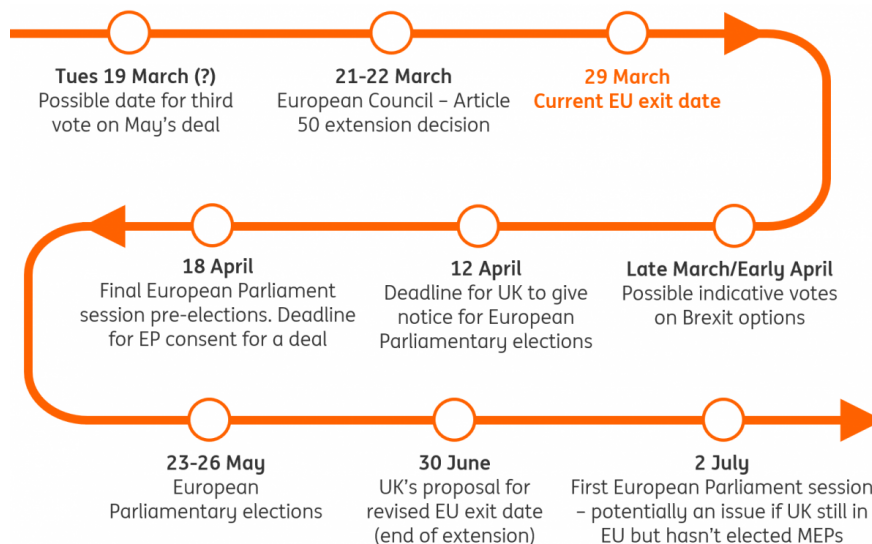 Tues 19 March (?)
Possible date for third
vote on May's deal
21-22 March
European Council – Article
50 extension decision
29 March
Current EU exit date
Late March/Early April
Possible indicative votes
on Brexit options
12 April
Deadline for UK to give
notice for European
Parliamentary elections
18 April
Final European Parliament
session pre-elections. Deadline
for EP consent for a deal
23-26 May
European
Parliamentary elections
30 June
UK's proposal for
revised EU exit date
(end of extension)
2 July
First European Parliament session
– potentially an issue if UK still in
EU but hasn't elected MEPs